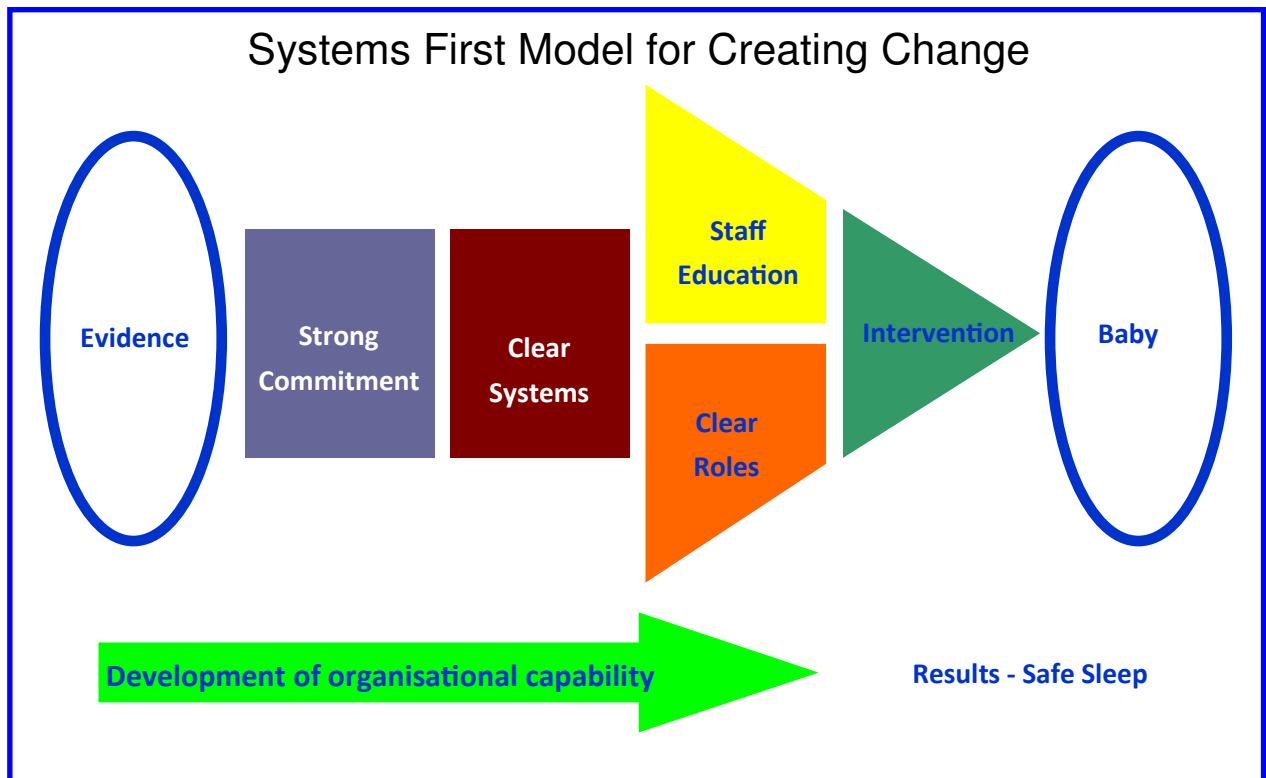 Systems First Model for Creating Change
Evidence
Strong
Commitment
Clear
Systems
Staff
Education
Clear
Roles
Intervention
Baby
Development of organisational capability
Results - Safe Sleep